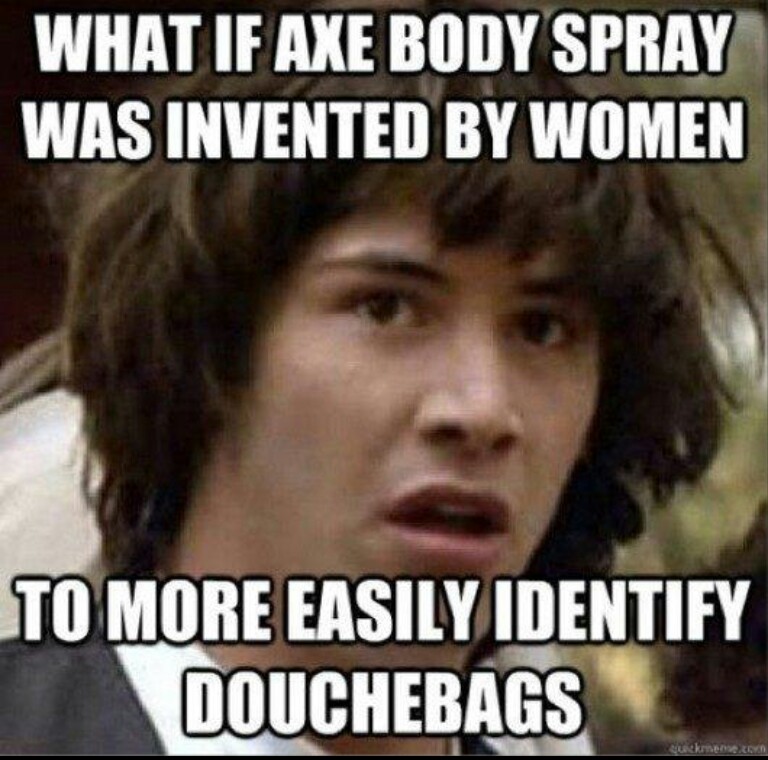 WHAT IF AXE BODY SPRAY
WAS INVENTED BY WOMEN
TO MORE EASILY IDENTIFY
DOUCHEBAGS
quickmeme.com